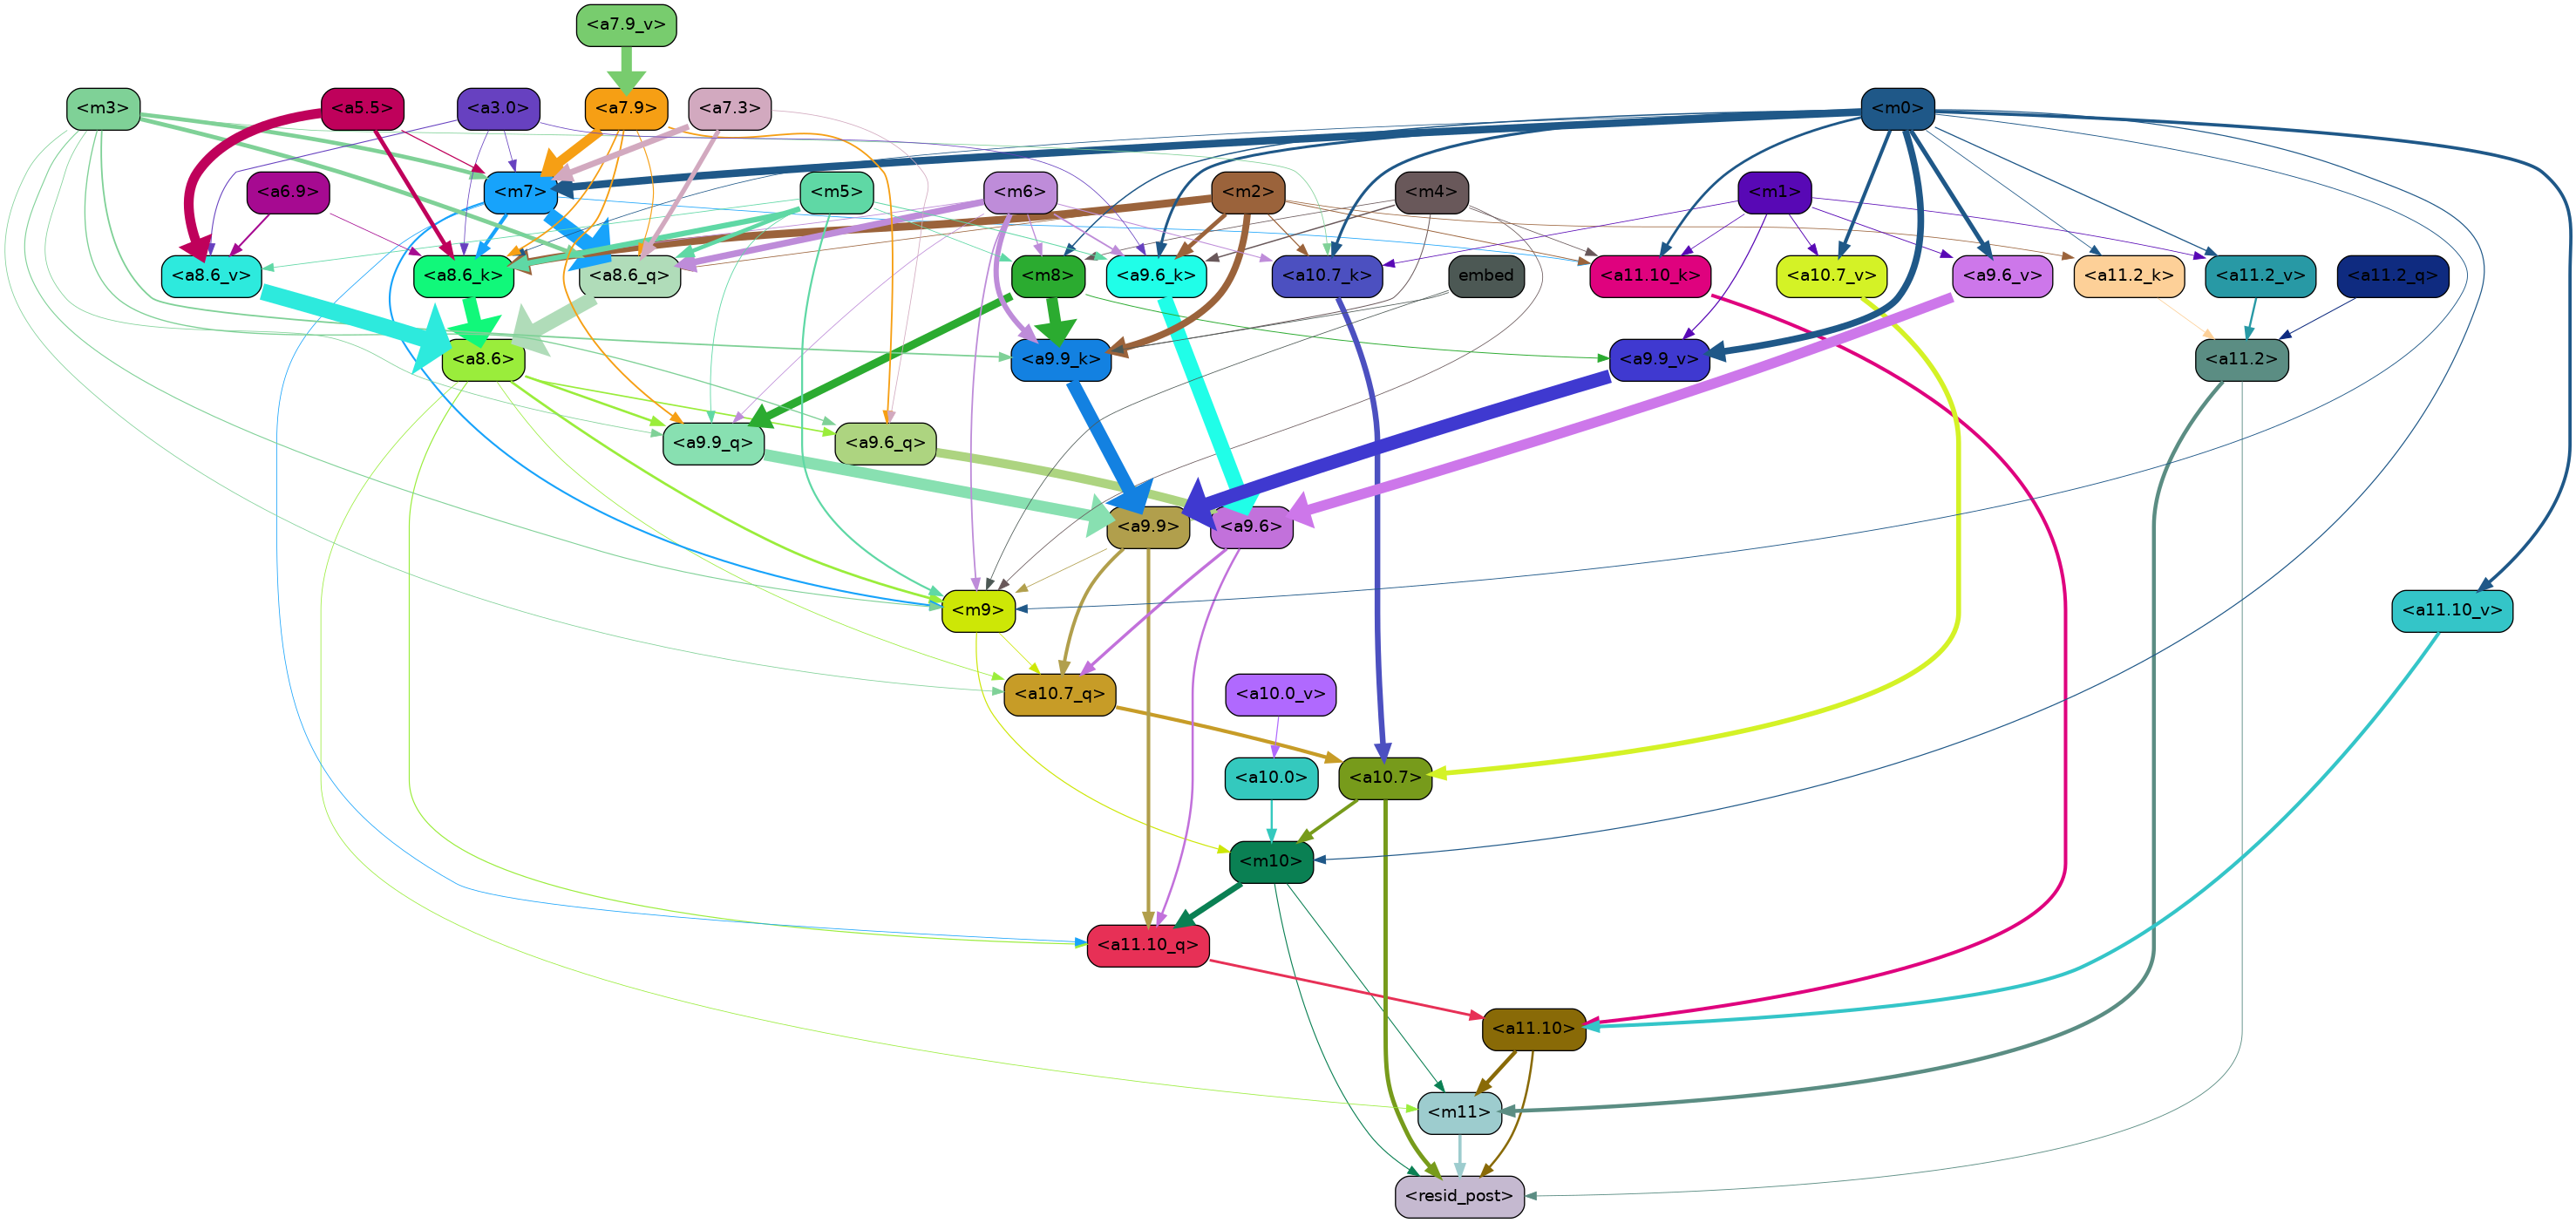 <a7.9_v>
<m3>
<a5.5>
<a3.0>
<a7.9>
<a7.3>
<m0>
<a6.9>
<m7>
<m5>
<m6>
<m2>
<m4>
<m1>
<a8.6_v>
<a8.6_k>
<a8.6_q>
<m8>
<a9.6_k>
<a10.7_k>
embed
<a11.10_k>
<a10.7_v>
<a9.6_v>
<a11.2_k>
<a11.2_v>
<a11.2_q>
<a8.6>
<a9.9_k>
<a9.9_v>
<a11.2>
<a9.9_q>
<a9.6_q>
<a9.9>
<a9.6>
<m9>
<a11.10_v>
<a10.7_q>
<a10.0_v>
<a10.0>
<a10.7>
<m10>
<a11.10_q>
<a11.10>
<m11>
<resid_post>